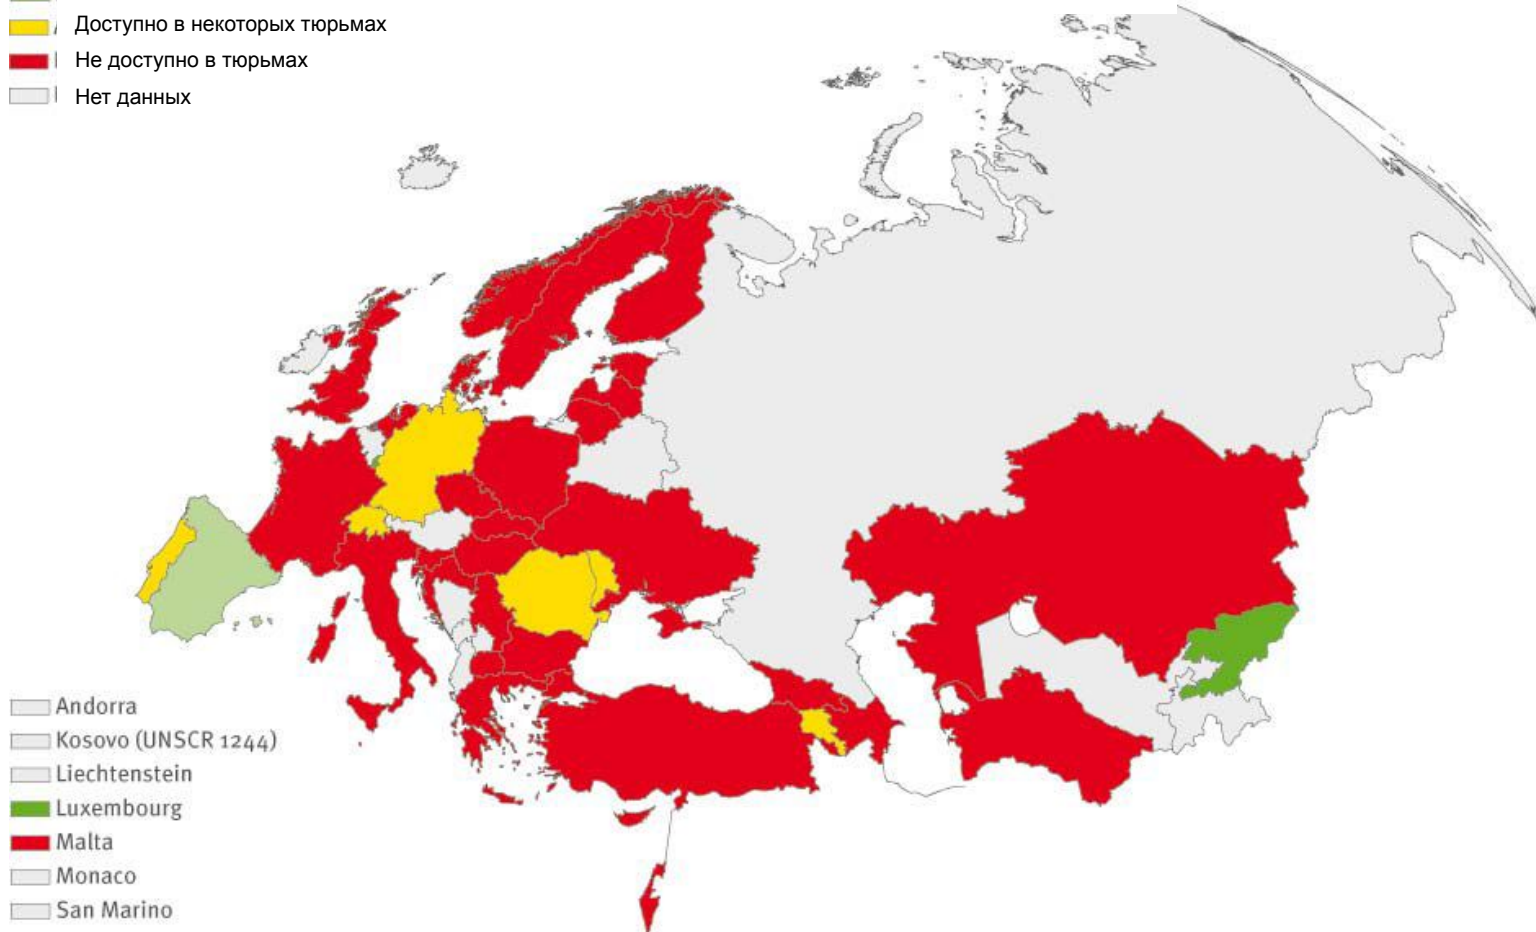 Доступно в некоторых тюрьмах
Не доступно в тюрьмах
Нет данных
Andorra
Kosovo (UNSCR 1244)
Liechtenstein
Luxembourg
Malta
Monaco
San Marino